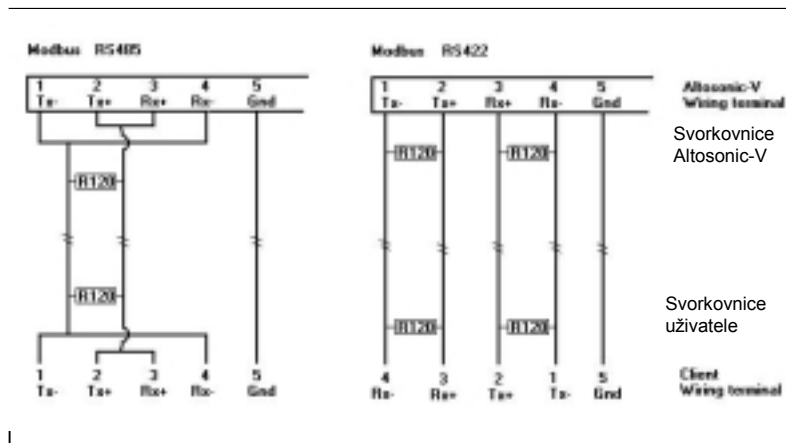 Modbus RS485
1 2 3 4 5
Tx- Tx+ Rx+ Rx- Gnd
R120
R120
1 2 3 4 5
Tx- Tx+ Rx+ Rx- Gnd
Modbus RS422
1 2 3 4 5
Tx- Tx+ Rx+ Rx- Gnd
Altosonic-V
Wiring terminal
Svorkovnice
Altosonic-V
R120 R120
R120 R120
Svorkovnice
uživatele
4 3 2 1 5
Rx- Rx+ Tx+ Tx- Gnd
Client
Wiring terminal